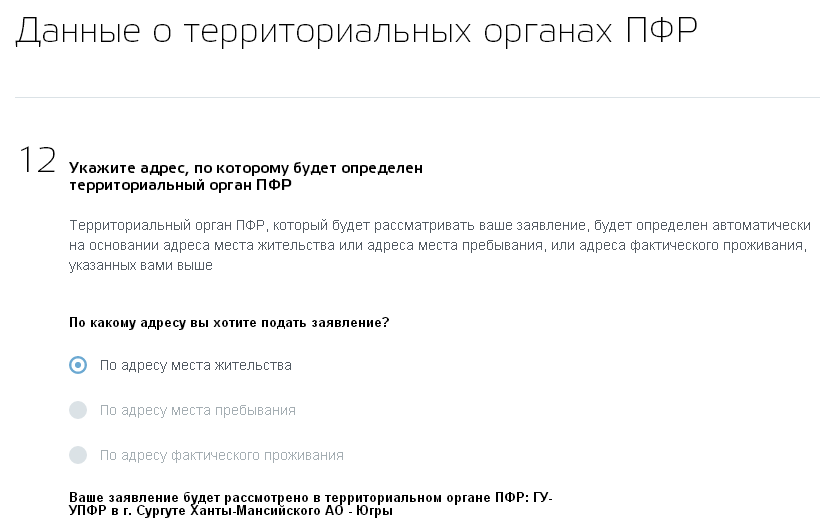 Данные о территориальных органах ПФР
12
Укажите адрес, по которому будет определен
территориальный орган ПФР
Территориальный орган ПФР, который будет рассматривать ваше заявление, будет определен автоматически
на основании адреса места жительства или адреса места пребывания, или адреса фактического проживания,
указанных вами выше
По какому адресу вы хотите подать заявление?
По адресу места жительства
По адресу места пребывания
По адресу фактического проживания
Ваше заявление будет рассмотрено в территориальном органе ПФР: ГУ-
УПФР в г. Сургуте Ханты-Мансийского АО - Югры